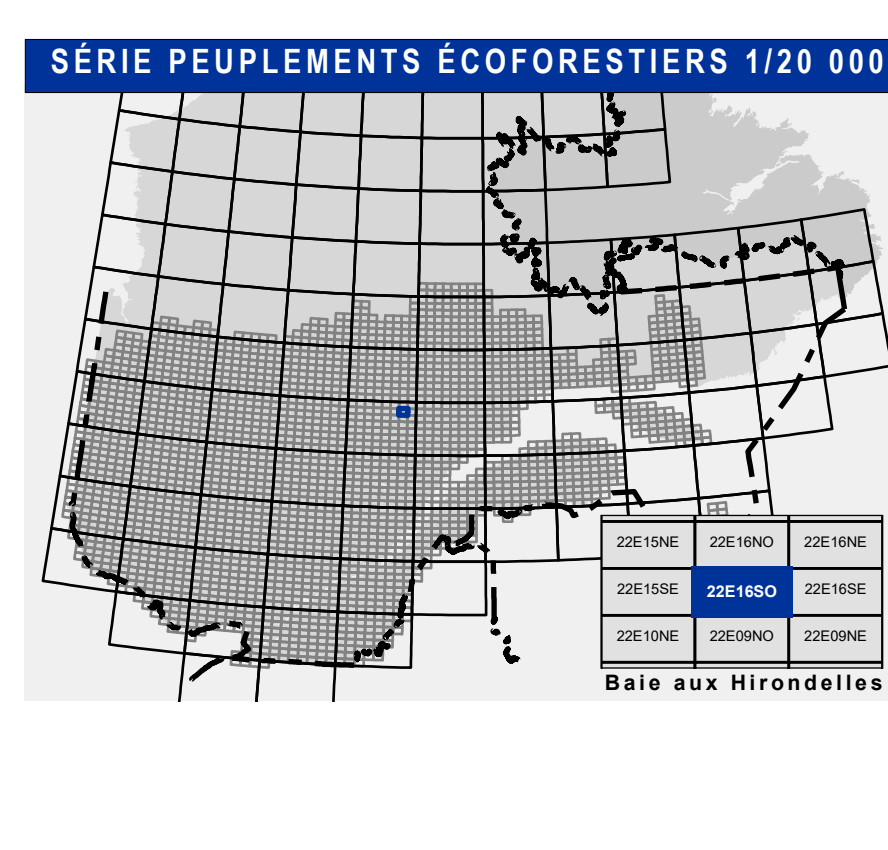 SÉRIE PEUPLEMENTS ÉCOFORESTIERS 1/20 000
22E15NE 22E16NO 22E16NE
22E15SE 22E16SO 22E16SE
22E10NE 22E09NO 22E09NE
Baie aux Hirondelles